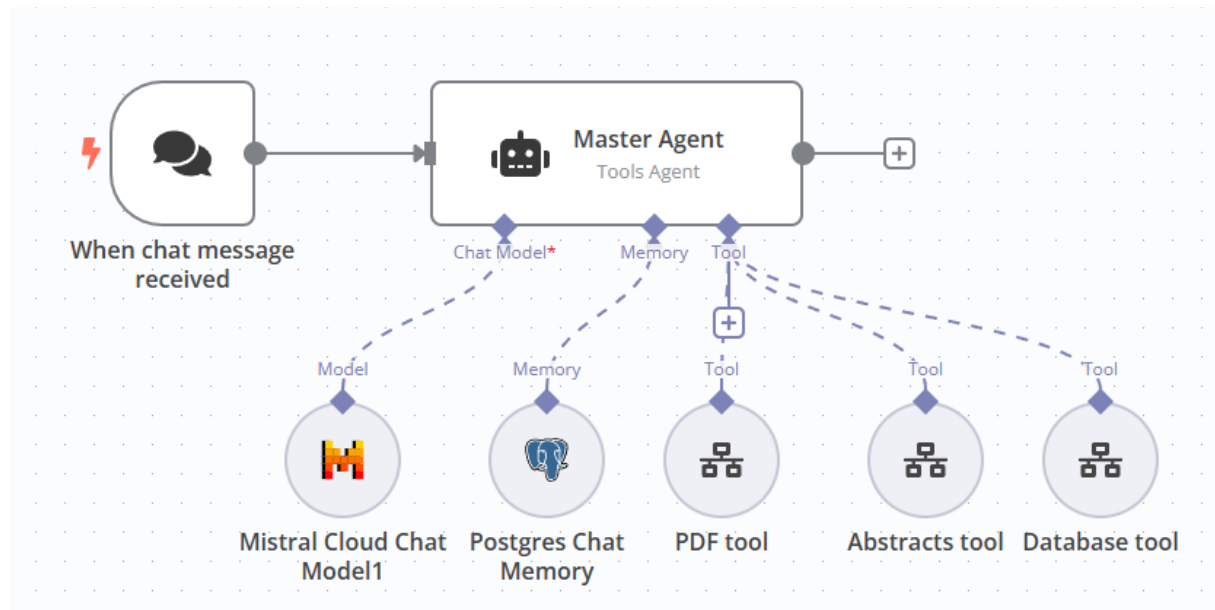 Master Agent
Tools Agent
When chat message
received
Chat Model*
Memory
Tool
Model
Memory
Tool
Tool
Tool
Mistral Cloud Chat
Model1
Postgres Chat
Memory
PDF tool
Abstracts tool
Database tool